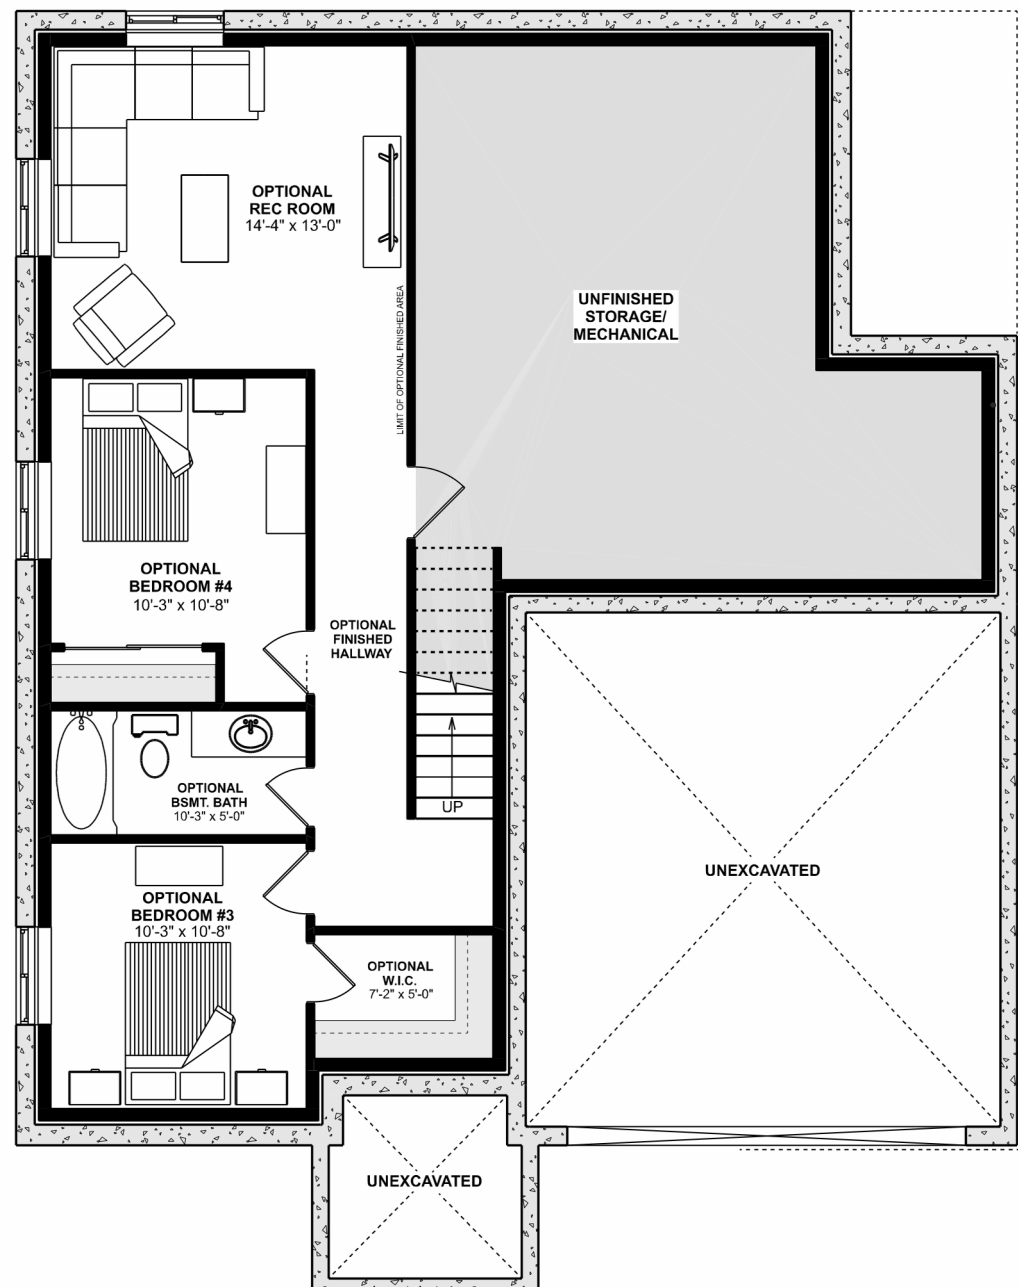 OPTIONAL
REC ROOM
14'-4" x 13'-0"
UNFINISHED
STORAGE/
MECHANICAL
LIMIT OF OPTIONAL FINISHED AREA
OPTIONAL
BEDROOM #4
10'-3" x 10'-8"
OPTIONAL
FINISHED
HALLWAY
OPTIONAL
BSMT. BATH
10'-3" x 5'-0"
UP
UNEXCAVATED
OPTIONAL
BEDROOM #3
10'-3" x 10'-8"
OPTIONAL
W.I.C.
7'-2" x 5'-0"
UNEXCAVATED